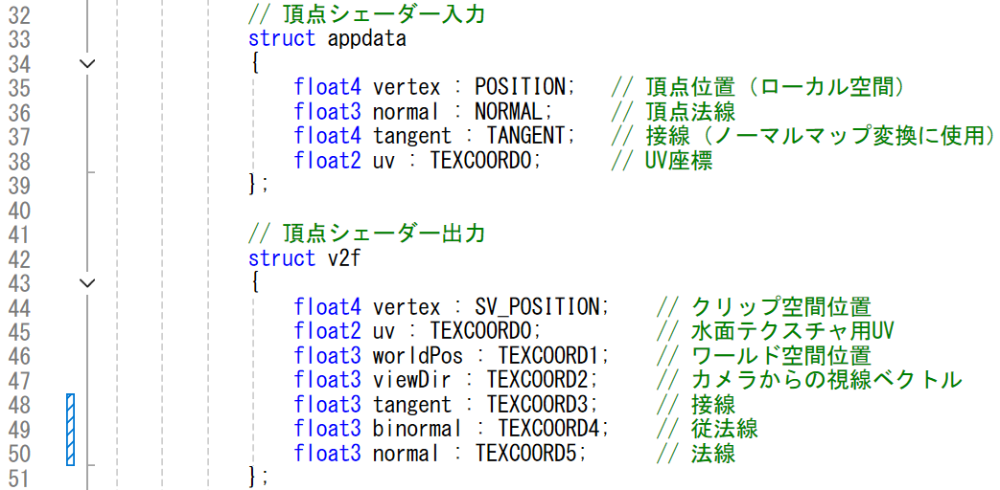 32 // 頂点シェーダー入力
33 struct appdata
34 {
35 float4 vertex : POSITION; // 頂点位置（ローカル空間）
36 float3 normal : NORMAL; // 頂点法線
37 float4 tangent : TANGENT; // 接線（ノーマルマップ変換に使用）
38 float2 uv : TEXCOORD0; // UV座標
39 };
40
41 // 頂点シェーダー出力
42 struct v2f
43 {
44 float4 vertex : SV_POSITION; // クリップ空間位置
45 float2 uv : TEXCOORD0; // 水面テクスチャ用UV
46 float3 worldPos : TEXCOORD1; // ワールド空間位置
47 float3 viewDir : TEXCOORD2; // カメラからの視線ベクトル
48 float3 tangent : TEXCOORD3; // 接線
49 float3 binormal : TEXCOORD4; // 従法線
50 float3 normal : TEXCOORD5; // 法線
51 };